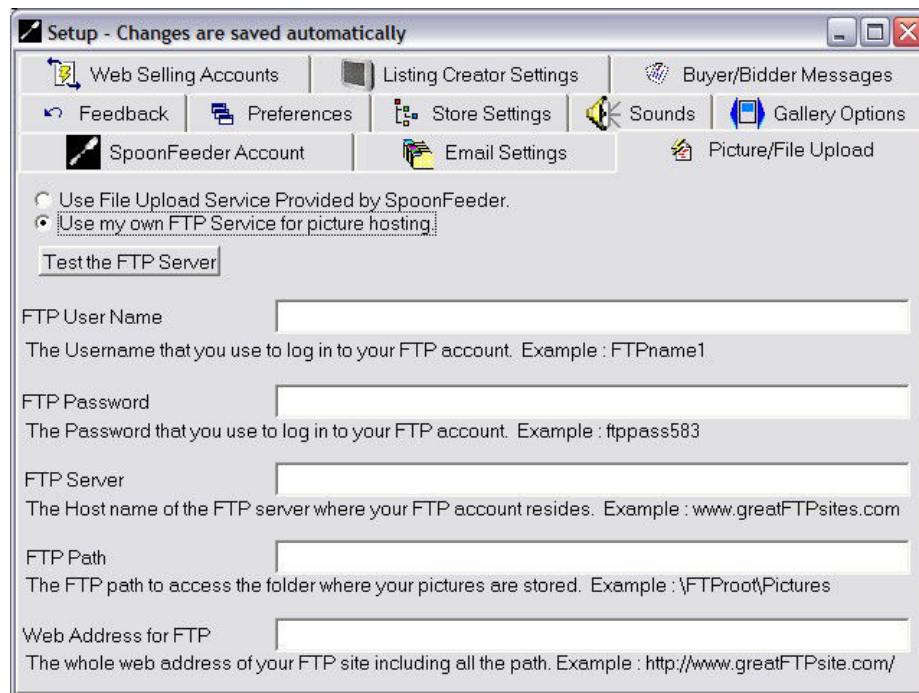 Setup - Changes are saved automatically
Web Selling Accounts
Listing Creator Settings
Buyer/Bidder Messages
Feedback
Preferences
Store Settings
Sounds
Gallery Options
SpoonFeeder Account
Email Settings
Picture/File Upload
Use File Upload Service Provided by SpoonFeeder.
Use my own FTP Service for picture hosting.
Test the FTP Server
FTP User Name
The Username that you use to log in to your FTP account. Example : FTPname1
FTP Password
The Password that you use to log in to your FTP account. Example : ftppass583
FTP Server
The Host name of the FTP server where your FTP account resides. Example : www.greatFTPsites.com
FTP Path
The FTP path to access the folder where your pictures are stored. Example : \FTProot\Pictures
Web Address for FTP
The whole web address of your FTP site including all the path. Example : http://www.greatFTPsite.com/